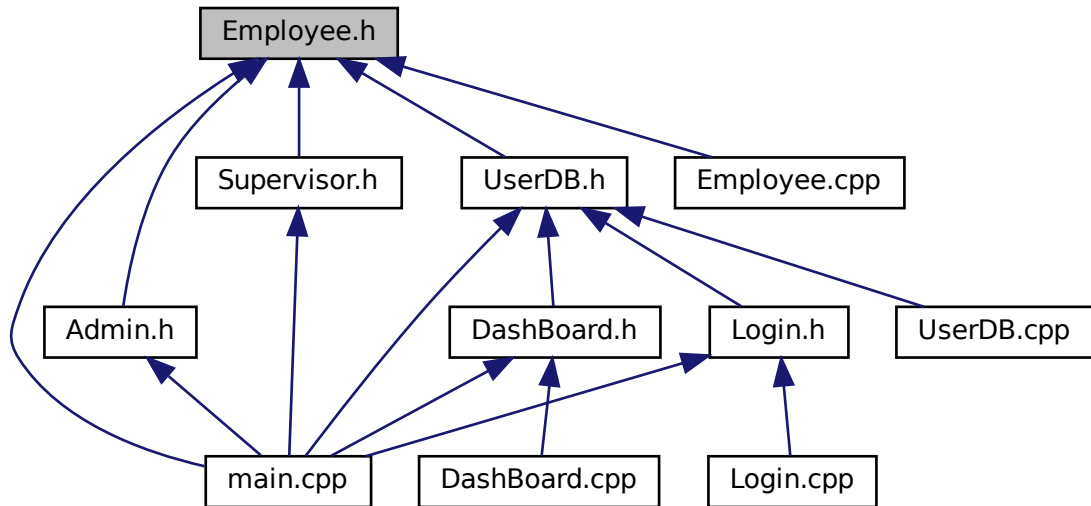 Employee.h
Supervisor.h
UserDB.h
Employee.cpp
Admin.h
DashBoard.h
Login.h
UserDB.cpp
main.cpp
DashBoard.cpp
Login.cpp